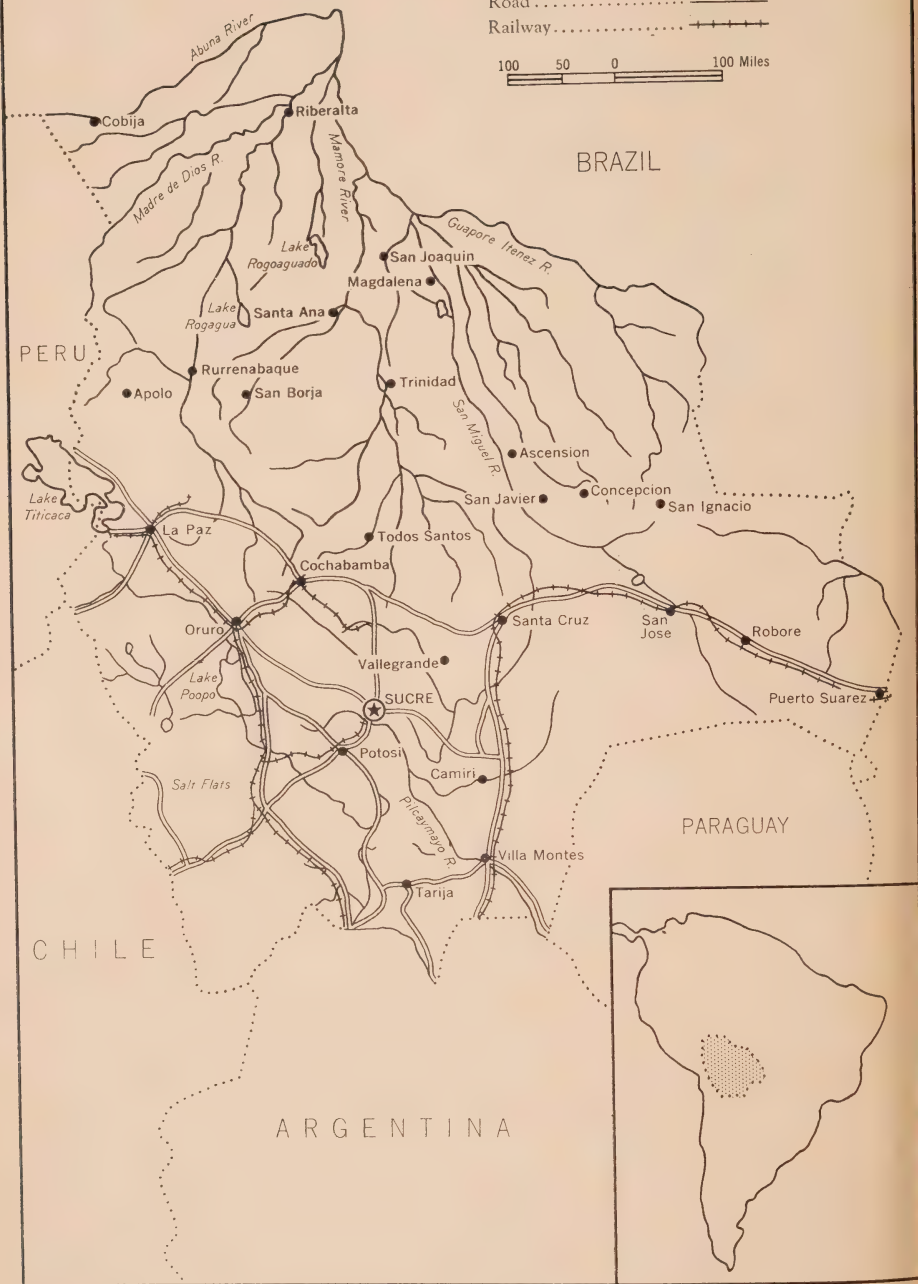 Road
Railway
100 50 0 100 Miles
Abuna River
Cobija
Riberalta
BRAZIL
Madre de Dios R.
Mamore River
Guapore Itenez R.
Lake
Rogoaguado
San Joaquin
Magdalena
Lake
Rogagua
Santa Ana
PERU
Rurrenabaque
Apolo
San Borja
Trinidad
San Miguel R.
Ascension
Lake
Titicaca
San Javier
Concepcion
San Ignacio
La Paz
Todos Santos
Cochabamba
Oruro
Santa Cruz
San
Jose
Robore
Vallegrande
Lake
Poopo
SUCRE
Puerto Suarez
Potosi
Camiri
Salt Flats
Pilcaymayo R.
PARAGUAY
Villa Montes
Tarija
CHILE
ARGENTINA